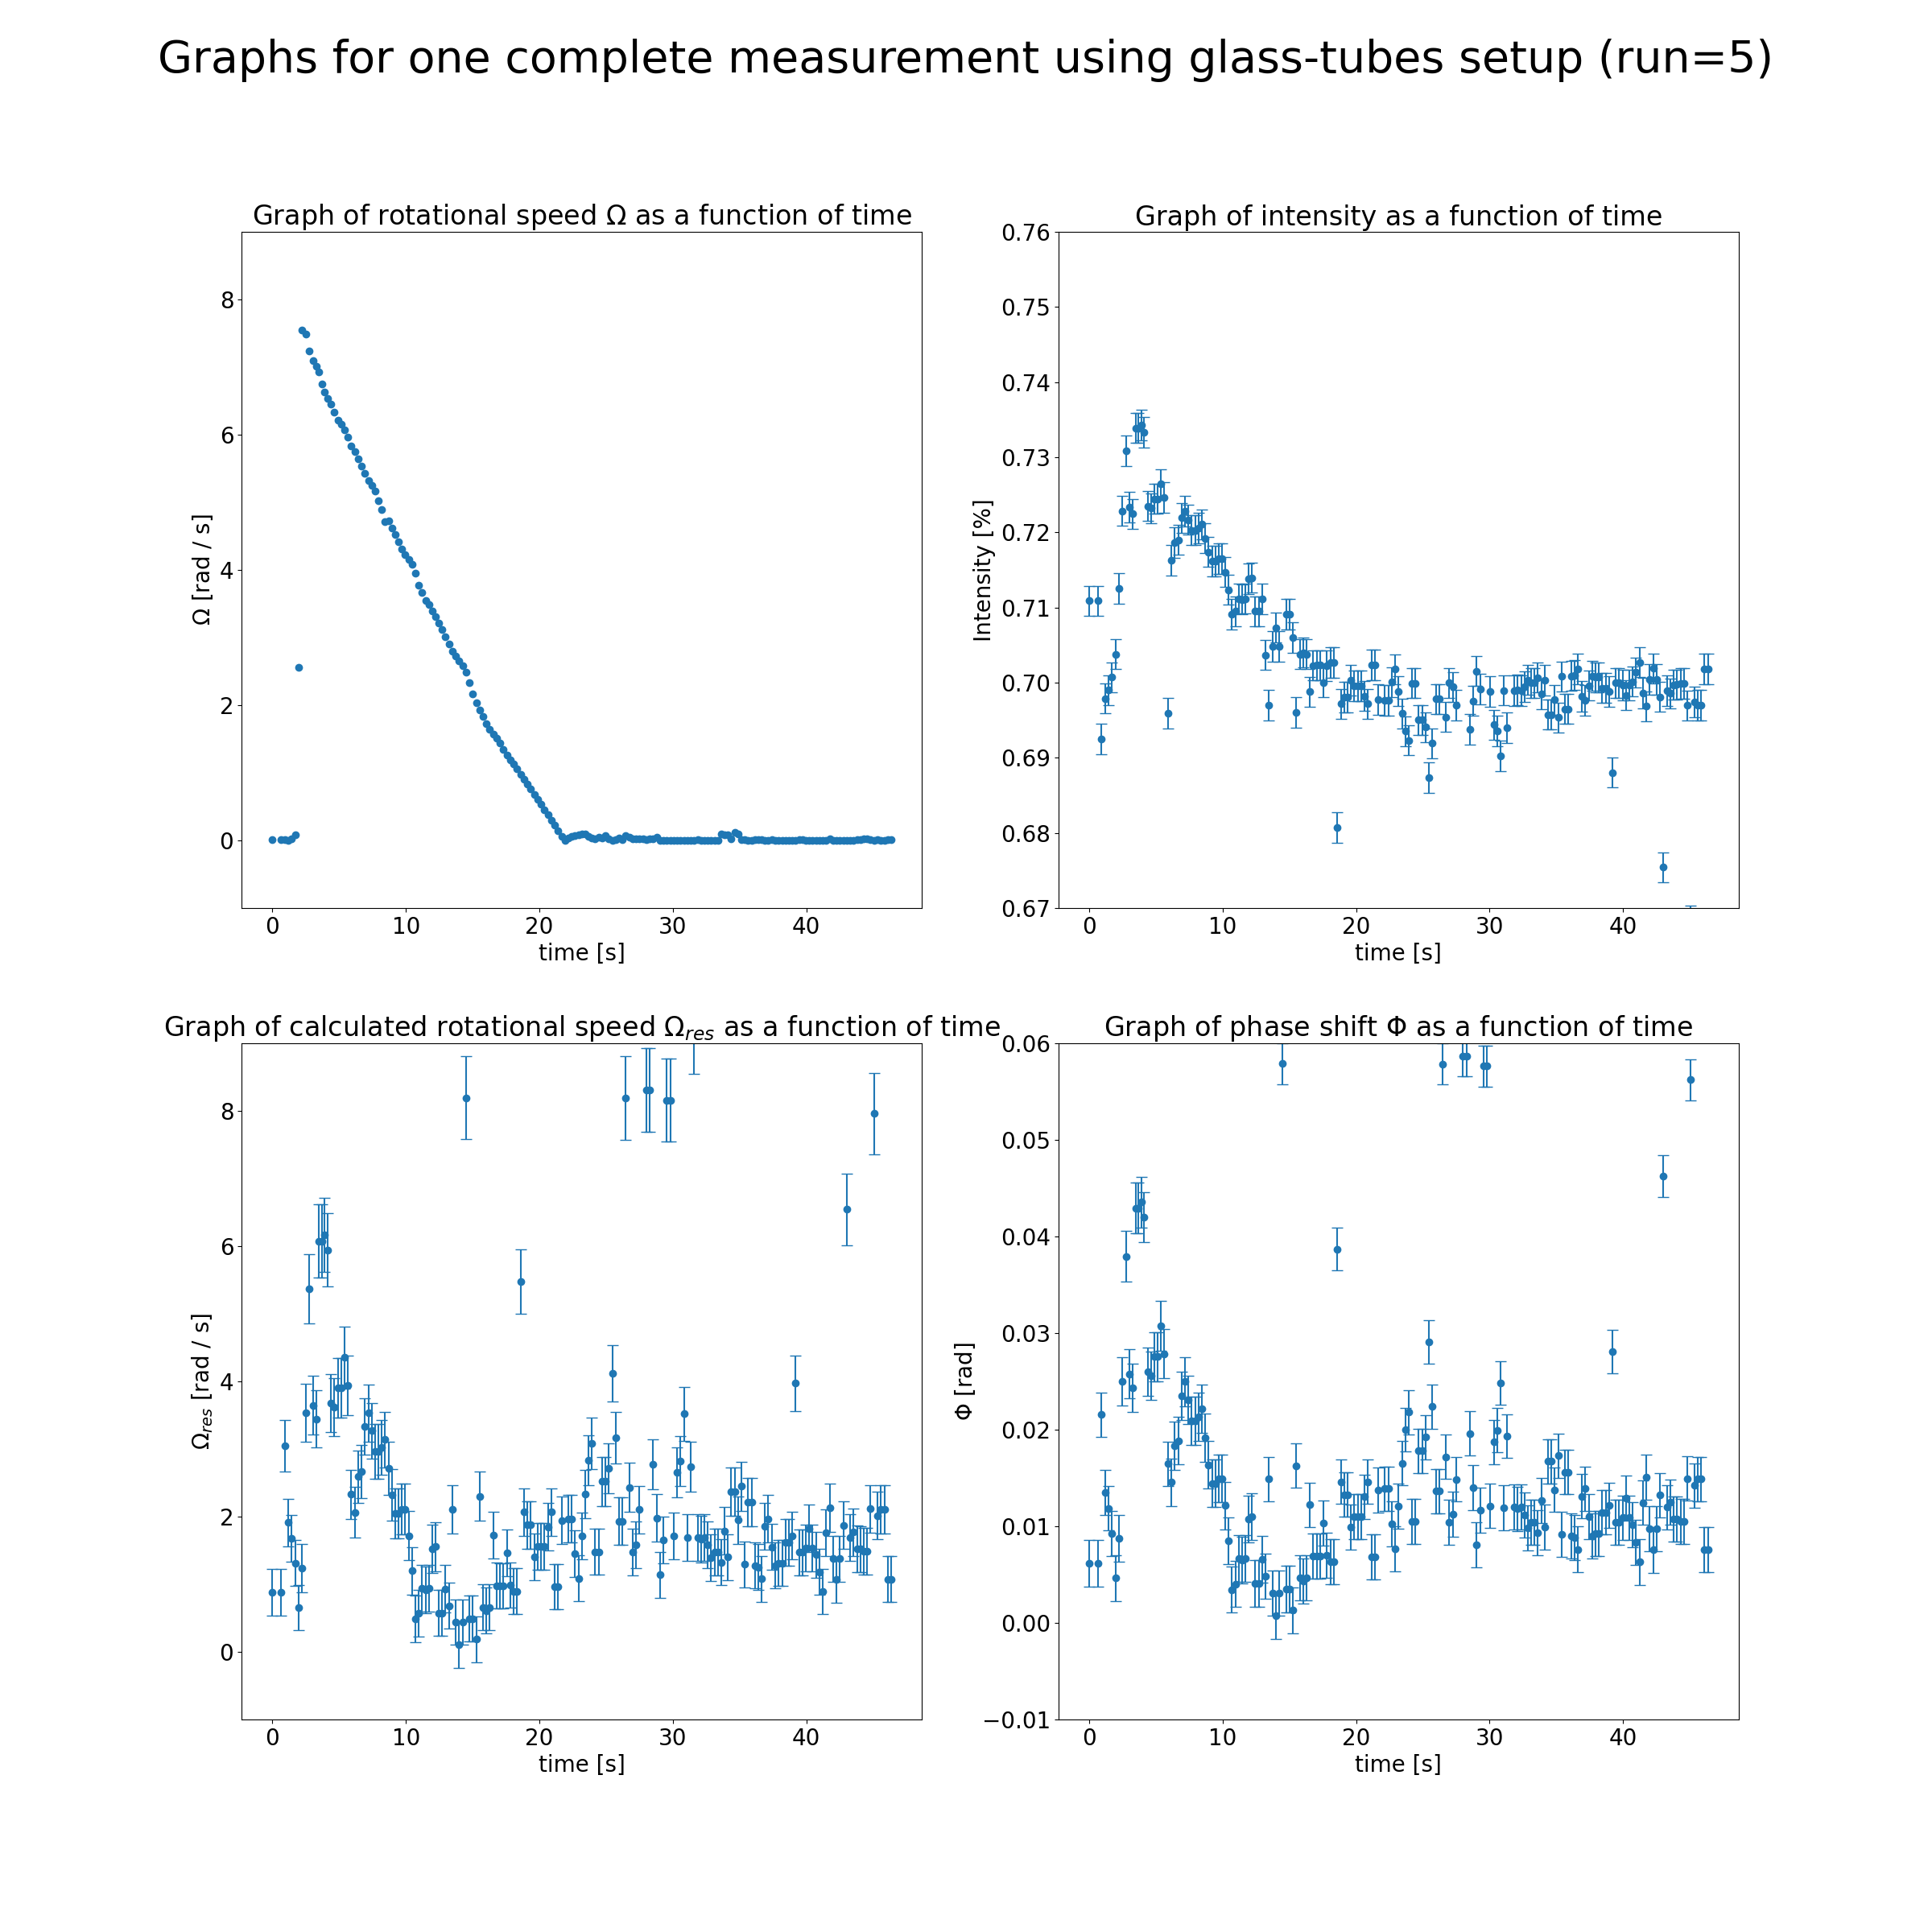 Graphs for one complete measurement using glass-tubes setup (run=5)
Graph of rotational speed Ω as a function of time
8
6
4
2
0
Ω [rad / s]
0 10 20 30 40
time [s]
Graph of intensity as a function of time
0.76
0.75
0.74
0.73
0.72
0.71
0.70
0.69
0.68
0.67
Intensity [%]
0 10 20 30 40
time [s]
Graph of calculated rotational speed Ω_res as a function of time
8
6
4
2
0
Ω_res [rad / s]
0 10 20 30 40
time [s]
Graph of phase shift Φ as a function of time
0.06
0.05
0.04
0.03
0.02
0.01
0.00
−0.01
Φ [rad]
0 10 20 30 40
time [s]